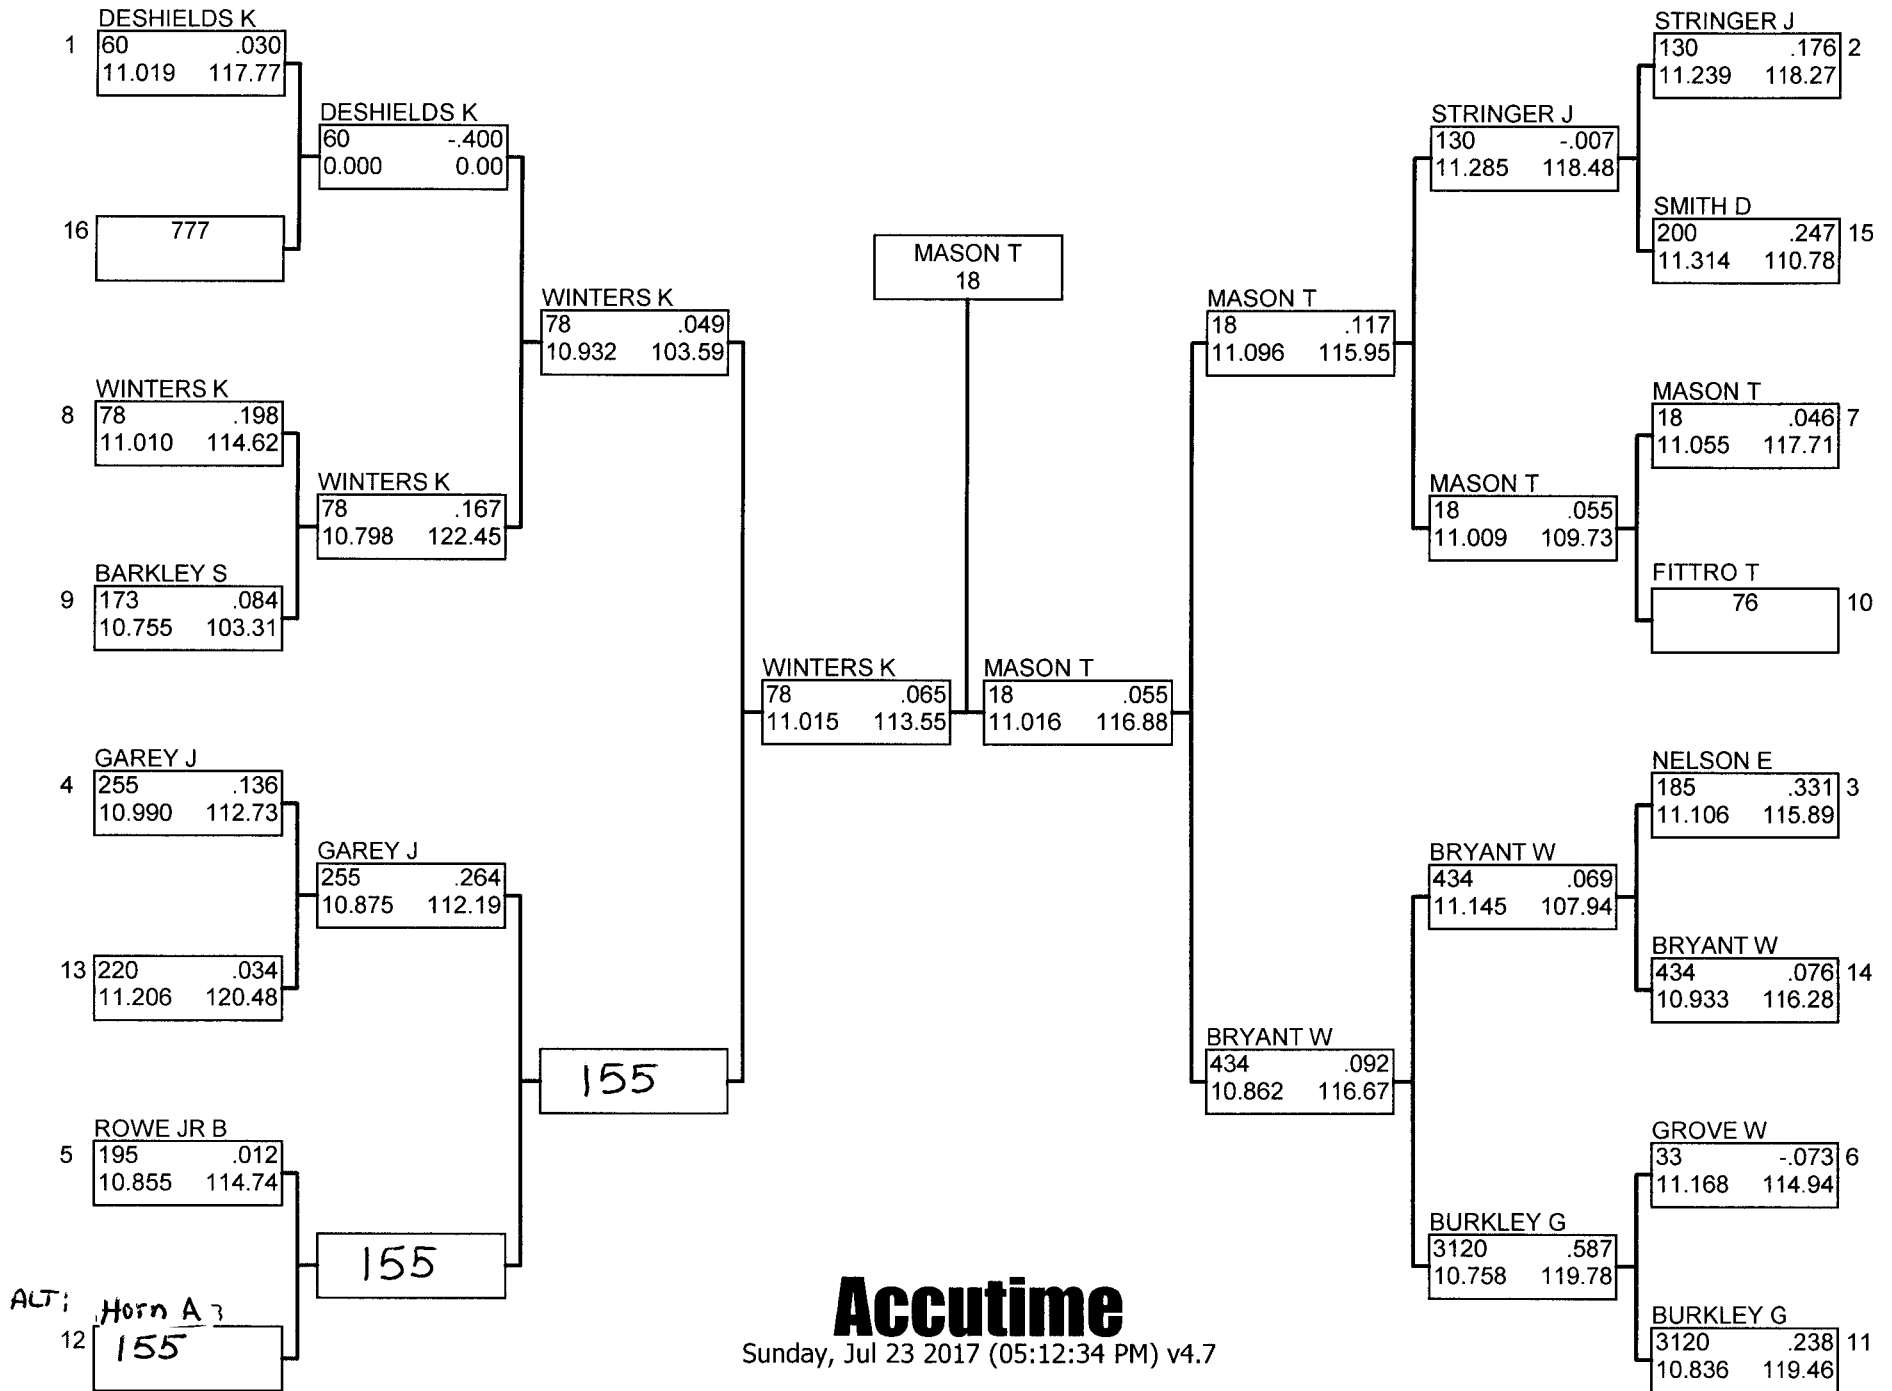 DESHIELDS K
1 60 .030
11.019 117.77
16 777
WINTERS K
8 78 .198
11.010 114.62
BARKLEY S
9 173 .084
10.755 103.31
GAREY J
4 255 .136
10.990 112.73
13 220 .034
11.206 120.48
ROWE JR B
5 195 .012
10.855 114.74
ALT: Horn A
12 155
DESHIELDS K
60 -.400
0.000 0.00
WINTERS K
78 .167
10.798 122.45
GAREY J
255 .264
10.875 112.19
155
WINTERS K
78 .049
10.932 103.59
155
WINTERS K
78 .065
11.015 113.55
MASON T
18
MASON T
18 .055
11.016 116.88
MASON T
18 .117
11.096 115.95
BRYANT W
434 .092
10.862 116.67
STRINGER J
130 -.007
11.285 118.48
MASON T
18 .055
11.009 109.73
BRYANT W
434 .069
11.145 107.94
BURKLEY G
3120 .587
10.758 119.78
STRINGER J
130 .176 2
11.239 118.27
SMITH D
200 .247 15
11.314 110.78
MASON T
18 .046 7
11.055 117.71
FITTRO T
76 10
NELSON E
185 .331 3
11.106 115.89
BRYANT W
434 .076 14
10.933 116.28
GROVE W
33 -.073 6
11.168 114.94
BURKLEY G
3120 .238 11
10.836 119.46
Accutime
Sunday, Jul 23 2017 (05:12:34 PM) v4.7